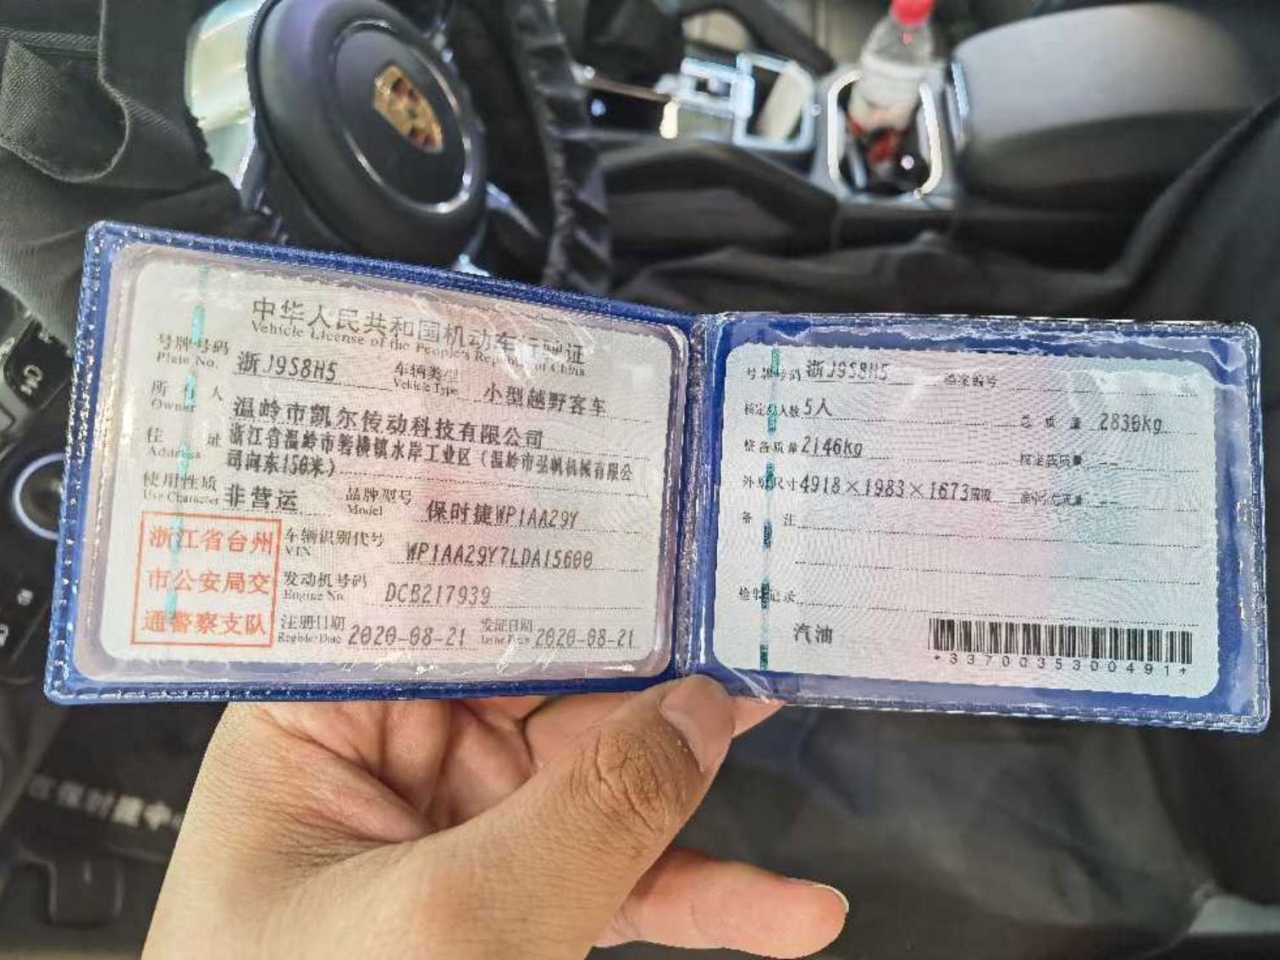 中华人民共和国机动车行驶证
Vehicle License of the People's Republic of China
号牌号码 浙J9S8H5 车辆类型 小型越野客车
Plate No. Vehicle Type
所有人 温岭市凯尔传动科技有限公司
Owner
住址 浙江省温岭市箬横镇水岸工业区（温岭市 机械有限公
Address 司向东150米）
使用性质 非营运 品牌型号 保时捷WP1AA29Y
Use Character Model
浙江省台州
市公安局交
通警察支队
车辆识别代号 WP1AA29Y7LDA15600
VIN
发动机号码 DCB217939
Engine No.
注册日期 2020-08-21 发证日期 2020-08-21
Register Date Issue Date
号牌号码 浙J9S8H5 档案编号
核定载人数 5人 总质量 2830kg
整备质量 2146kg 核定载质量 --
外廓尺寸 4918×1983×1673mm 准牵引总质量 --
备注
检验记录
汽油
*3370035300491*